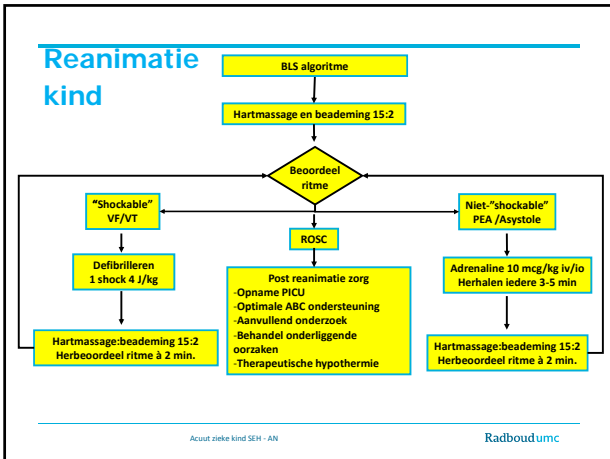 Reanimatie
kind
BLS algoritme
Hartmassage en beademing 15:2
Beoordeel
ritme
“Shockable”
VF/VT
Niet-”shockable”
PEA /Asystole
ROSC
Defibrilleren
1 shock 4 J/kg
Adrenaline 10 mcg/kg iv/io
Herhalen iedere 3-5 min
Post reanimatie zorg
-Opname PICU
-Optimale ABC ondersteuning
-Aanvullend onderzoek
-Behandel onderliggende
oorzaken
-Therapeutische hypothermie
Hartmassage:beademing 15:2
Herbeoordeel ritme à 2 min.
Hartmassage:beademing 15:2
Herbeoordeel ritme à 2 min.
Acuut zieke kind SEH - AN
Radboudumc